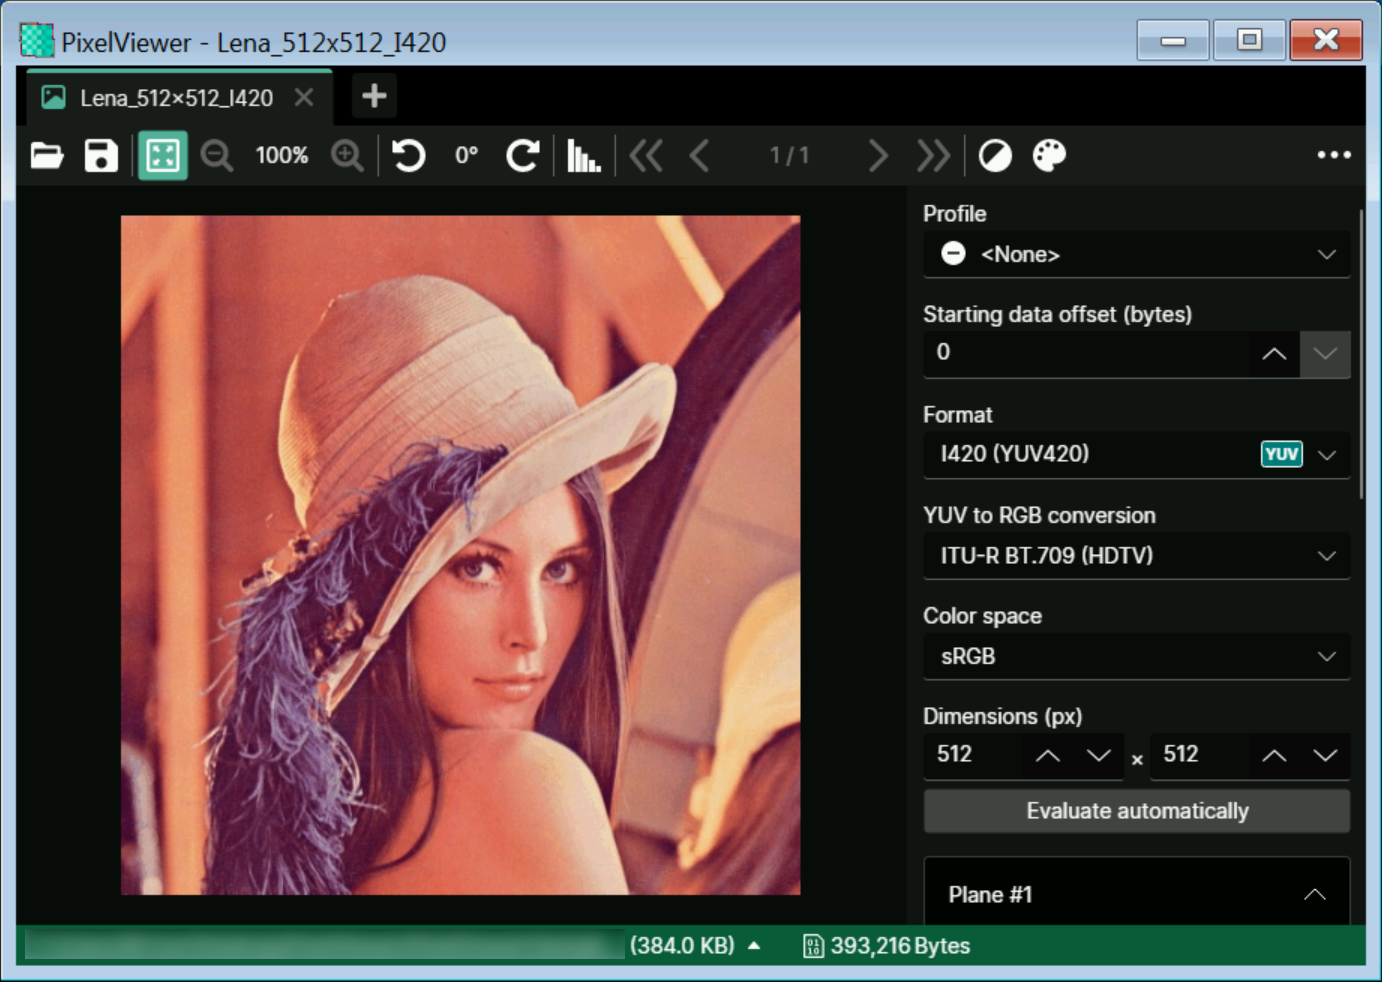 PixelViewer - Lena_512x512_I420
Lena_512×512_I420
100%
0°
1/1
Profile
<None>
Starting data offset (bytes)
0
Format
I420 (YUV420)
YUV
YUV to RGB conversion
ITU-R BT.709 (HDTV)
Color space
sRGB
Dimensions (px)
512
×
512
Evaluate automatically
Plane #1
(384.0 KB)
393,216 Bytes